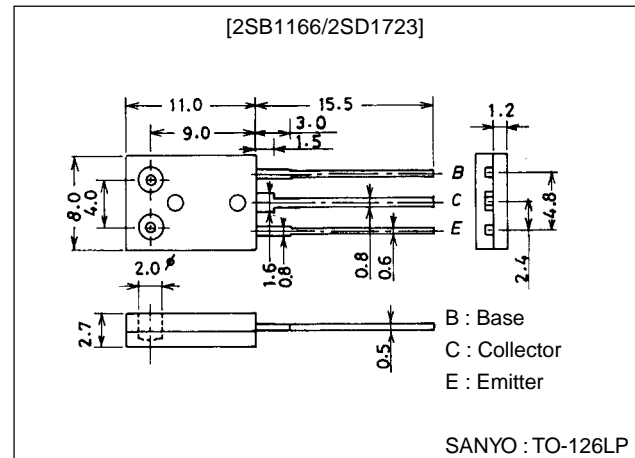 [2SB1166/2SD1723]
11.0
15.5
9.0
3.0
1.5
1.2
8.0
4.0
B
C
E
4.8
2.4
2.0 ø
1.6
0.8
0.8
0.6
2.7
0.5
B : Base
C : Collector
E : Emitter
SANYO : TO-126LP